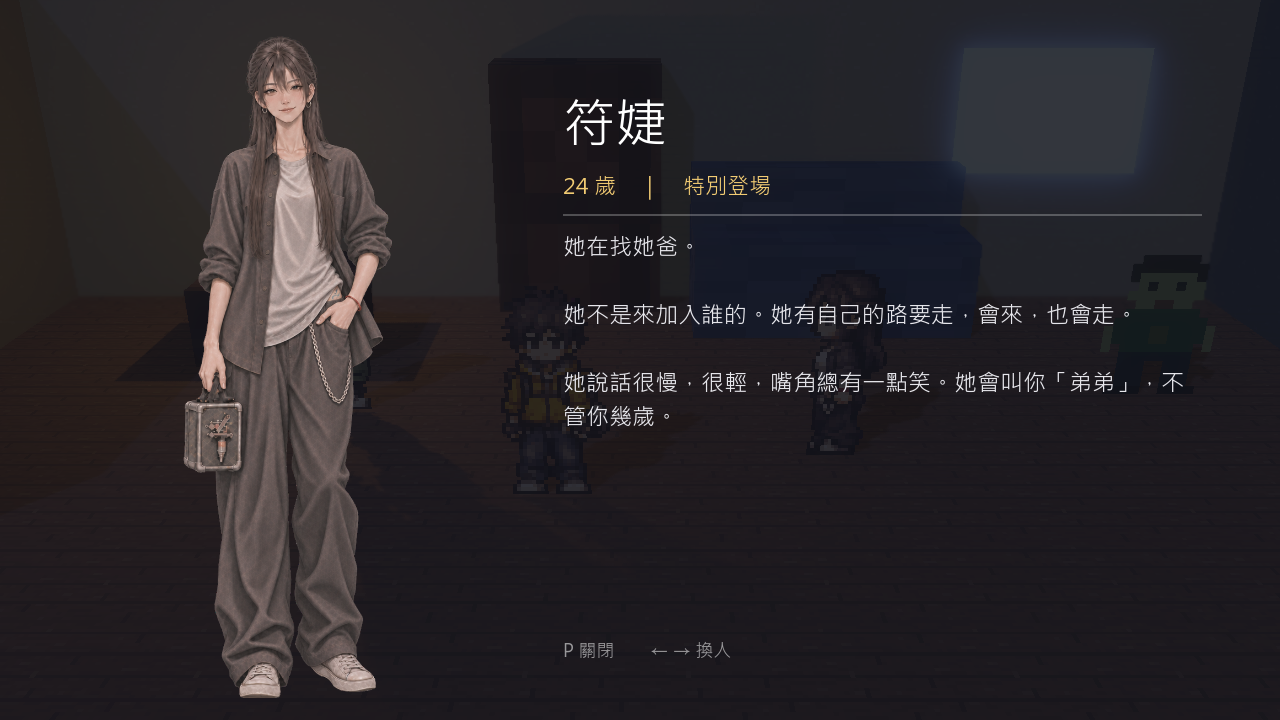 符婕
24 歲 | 特別登場
她在找她爸。
她不是來加入誰的。她有自己的路要走，會來，也會走。
她說話很慢，很輕，嘴角總有一點笑。她會叫你「弟弟」，不
管你幾歲。
P 關閉 ←→ 換人